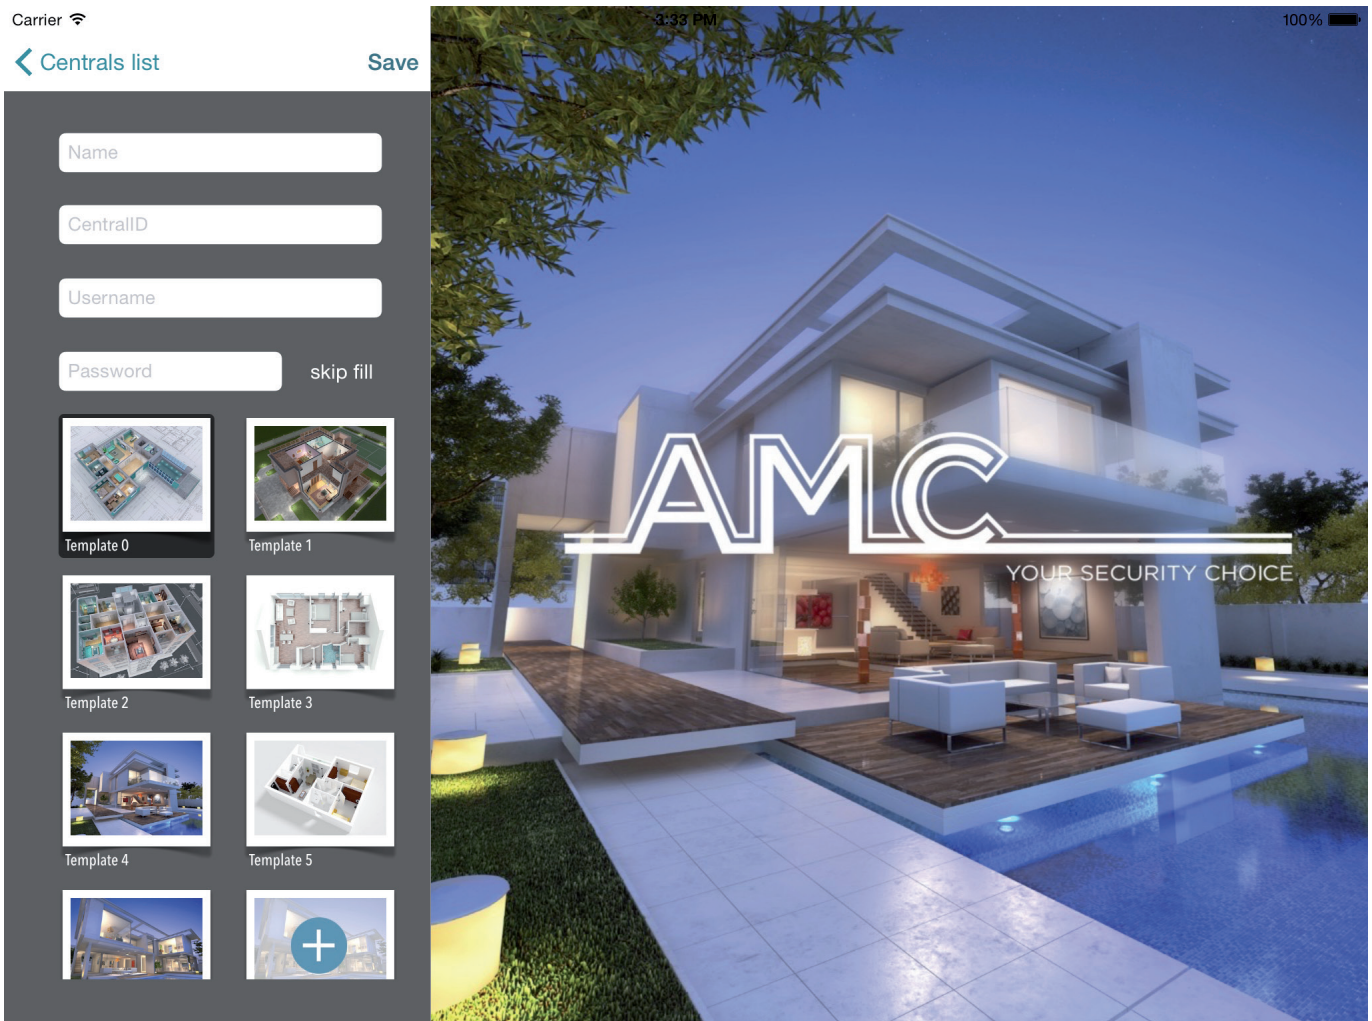 Carrier
3:33 PM
100%
Centrals list
Save
Name
CentralID
Username
Password
skip fill
Template 0
Template 1
Template 2
Template 3
Template 4
Template 5
AMC
YOUR SECURITY CHOICE